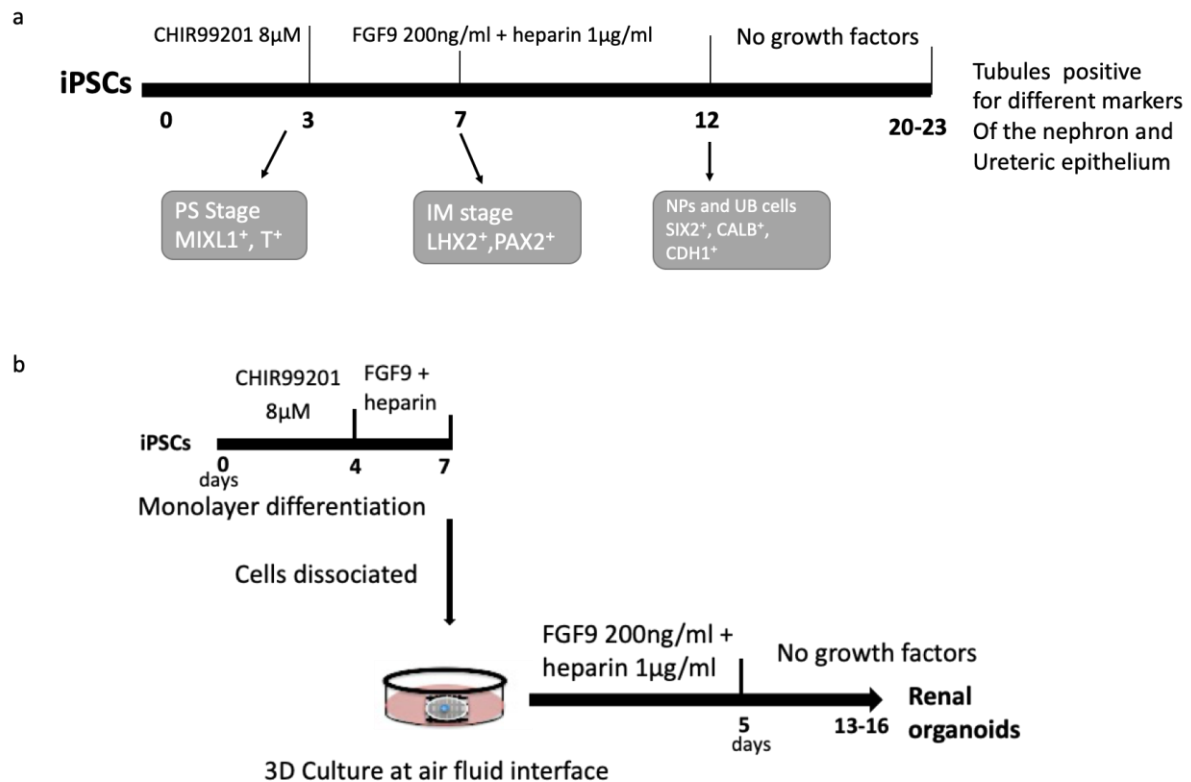 a
CHIR99201 8µM
FGF9 200ng/ml + heparin 1µg/ml
No growth factors
iPSCs
0
3
7
12
20-23
Tubules positive
for different markers
Of the nephron and
Ureteric epithelium
PS Stage
MIXL1⁺, T⁺
IM stage
LHX2⁺,PAX2⁺
NPs and UB cells
SIX2⁺, CALB⁺,
CDH1⁺
b
CHIR99201
8µM
FGF9 +
heparin
iPSCs
0
days
4
7
Monolayer differentiation
Cells dissociated
FGF9 200ng/ml +
heparin 1µg/ml
No growth factors
5
days
13-16
Renal
organoids
3D Culture at air fluid interface